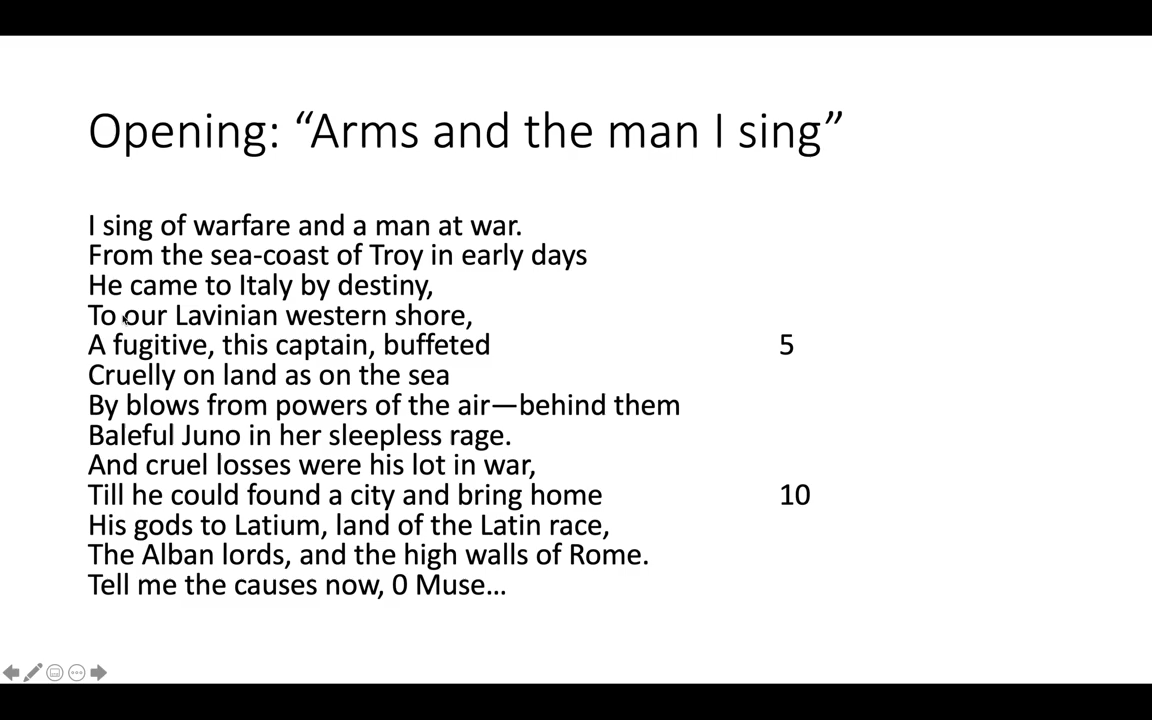 Opening: “Arms and the man I sing”
I sing of warfare and a man at war.
From the sea-coast of Troy in early days
He came to Italy by destiny,
To our Lavinian western shore,
A fugitive, this captain, buffeted 5
Cruelly on land as on the sea
By blows from powers of the air—behind them
Baleful Juno in her sleepless rage.
And cruel losses were his lot in war,
Till he could found a city and bring home 10
His gods to Latium, land of the Latin race,
The Alban lords, and the high walls of Rome.
Tell me the causes now, 0 Muse…